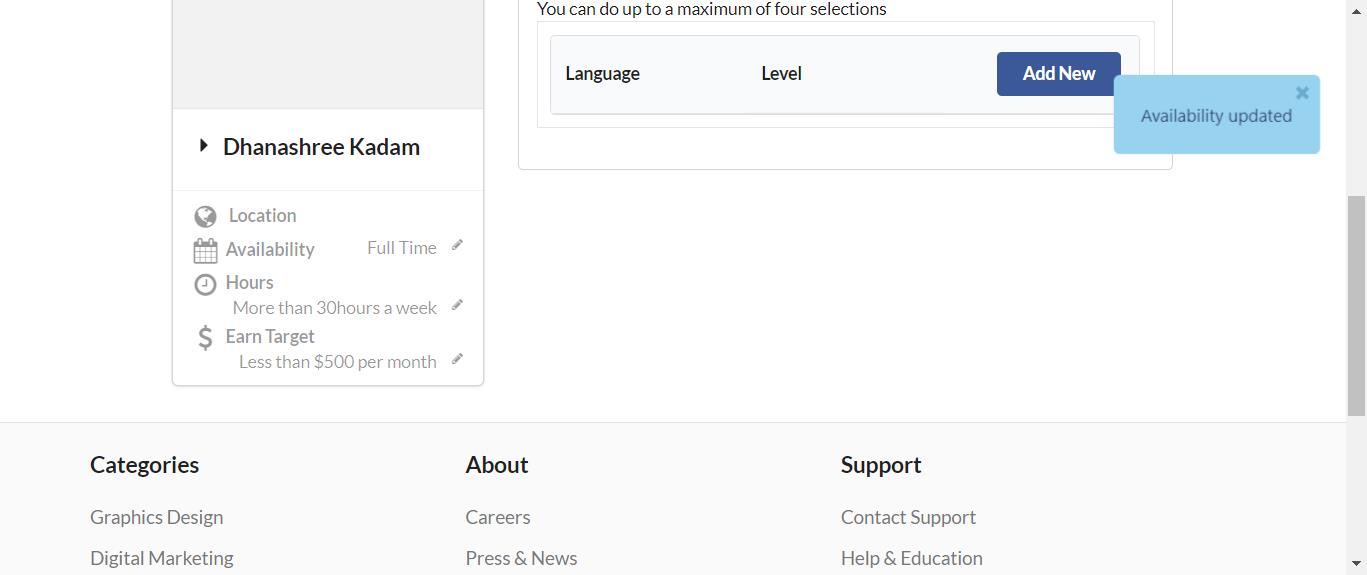 You can do up to a maximum of four selections
Language Level Add New
Availability updated
Dhanashree Kadam
Location
Availability Full Time
Hours
More than 30hours a week
Earn Target
Less than $500 per month
Categories About Support
Graphics Design Careers Contact Support
Digital Marketing Press & News Help & Education